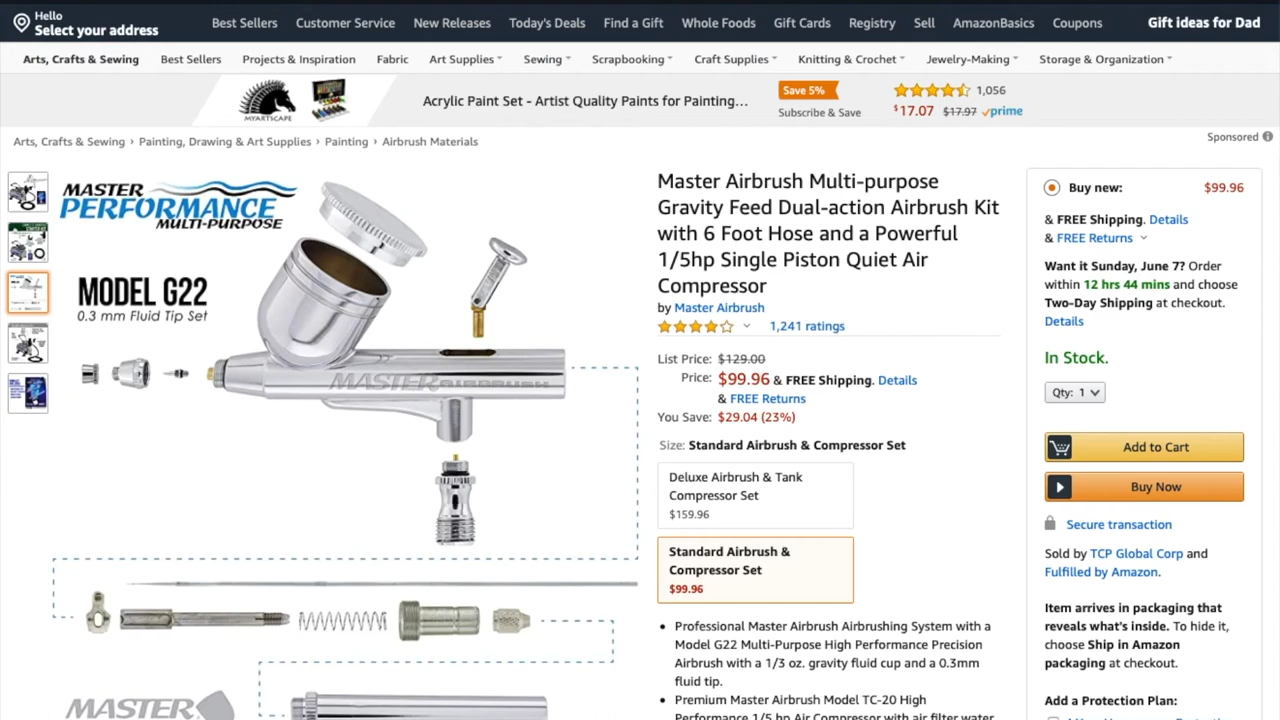 Hello
Select your address
Best Sellers
Customer Service
New Releases
Today's Deals
Find a Gift
Whole Foods
Gift Cards
Registry
Sell
AmazonBasics
Coupons
Gift ideas for Dad
Arts, Crafts & Sewing
Best Sellers
Projects & Inspiration
Fabric
Art Supplies
Sewing
Scrapbooking
Craft Supplies
Knitting & Crochet
Jewelry-Making
Storage & Organization
MYARTSCAPE
Acrylic Paint Set - Artist Quality Paints for Painting...
Save 5%
Subscribe & Save
1,056
$17.07 $17.97 prime
Sponsored
Arts, Crafts & Sewing › Painting, Drawing & Art Supplies › Painting › Airbrush Materials
MASTER
PERFORMANCE
MULTI-PURPOSE
MODEL G22
0.3 mm Fluid Tip Set
MASTER AIRBRUSH
MASTER
Master Airbrush Multi-purpose
Gravity Feed Dual-action Airbrush Kit
with 6 Foot Hose and a Powerful
1/5hp Single Piston Quiet Air
Compressor
by Master Airbrush
1,241 ratings
List Price: $129.00
Price: $99.96 & FREE Shipping. Details
& FREE Returns
You Save: $29.04 (23%)
Size: Standard Airbrush & Compressor Set
Deluxe Airbrush & Tank
Compressor Set
$159.96
Standard Airbrush &
Compressor Set
$99.96
Professional Master Airbrush Airbrushing System with a
Model G22 Multi-Purpose High Performance Precision
Airbrush with a 1/3 oz. gravity fluid cup and a 0.3mm
fluid tip.
Premium Master Airbrush Model TC-20 High
Performance 1/5 hp Air Compressor with air filter water
Buy new: $99.96
& FREE Shipping. Details
& FREE Returns
Want it Sunday, June 7? Order
within 12 hrs 44 mins and choose
Two-Day Shipping at checkout.
Details
In Stock.
Qty: 1
Add to Cart
Buy Now
Secure transaction
Sold by TCP Global Corp and
Fulfilled by Amazon.
Item arrives in packaging that
reveals what's inside. To hide it,
choose Ship in Amazon
packaging at checkout.
Add a Protection Plan: